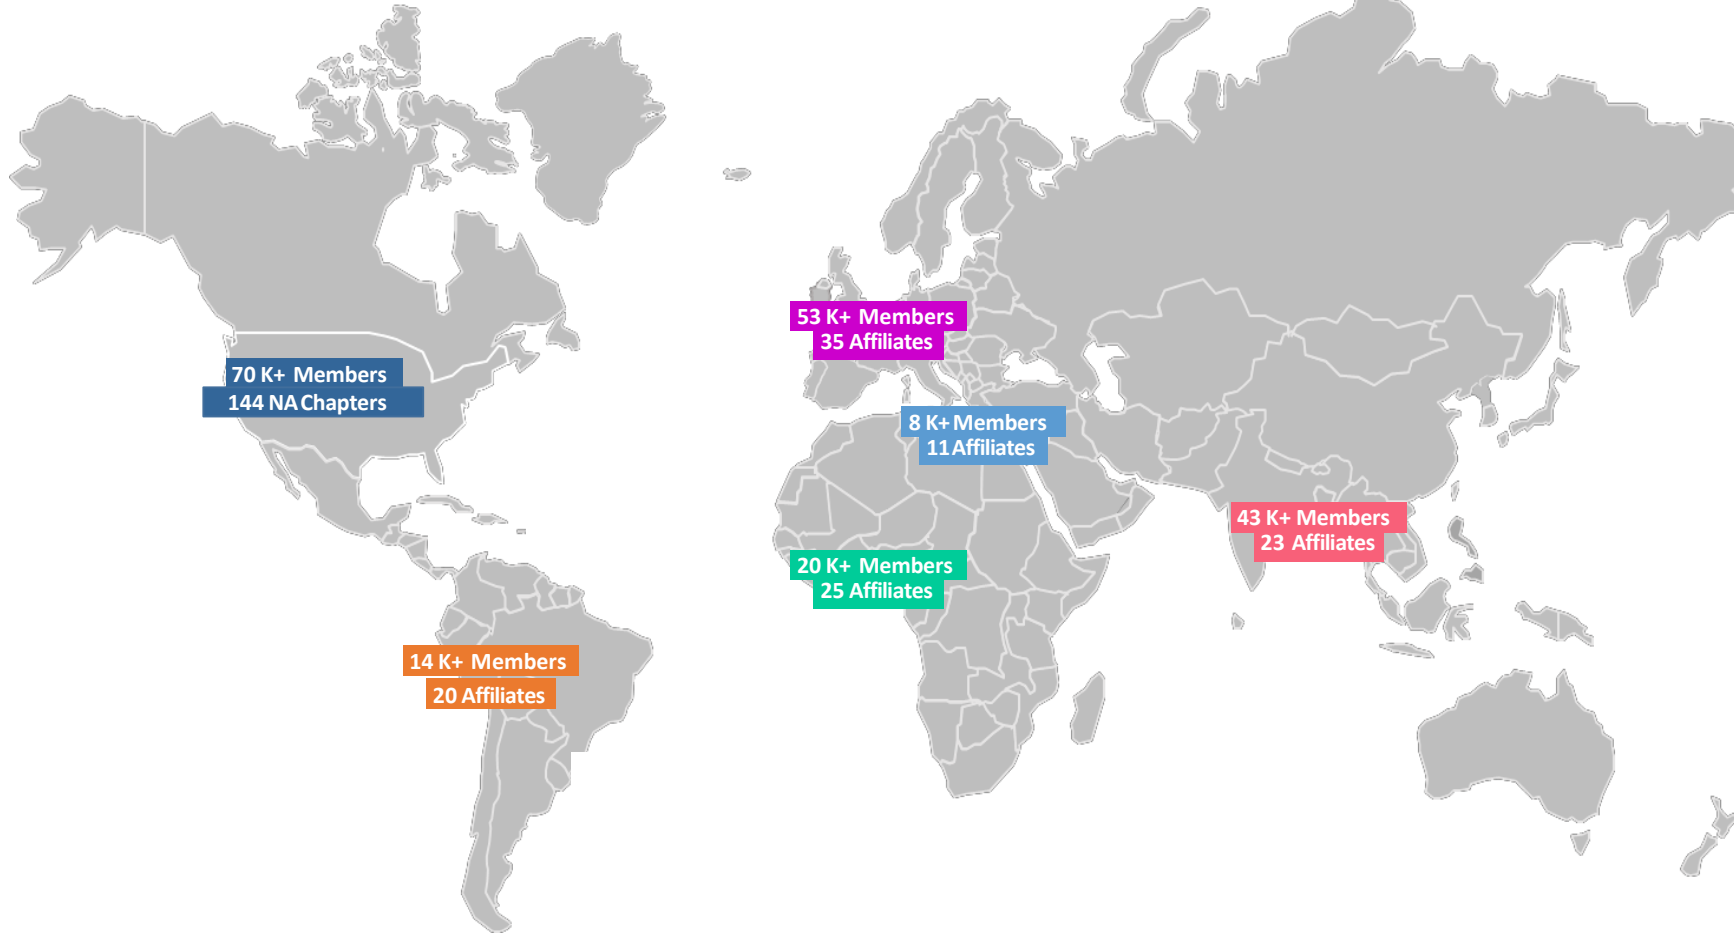 53 K+ Members
35 Affiliates
70 K+ Members
144 NA Chapters
8 K+ Members
11 Affiliates
43 K+ Members
23 Affiliates
20 K+ Members
25 Affiliates
14 K+ Members
20 Affiliates